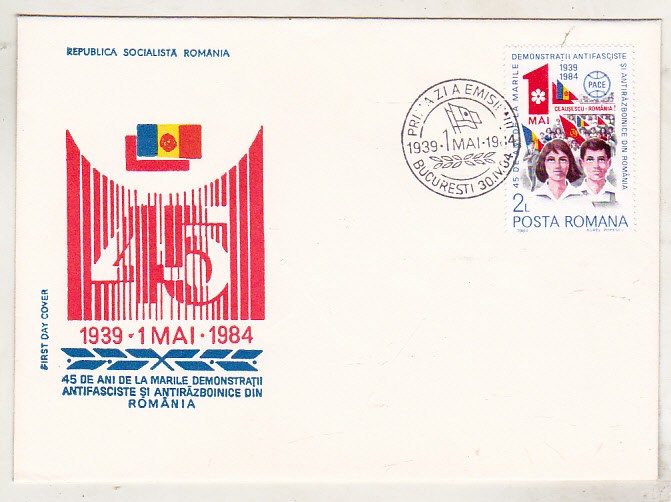 REPUBLICA SOCIALISTĂ ROMÂNIA
45
1939 · 1 MAI · 1984
45 DE ANI DE LA MARILE DEMONSTRAȚII
ANTIFASCISTE ȘI ANTIRĂZBOINICE DIN
ROMÂNIA
FIRST DAY COVER
PRIMA ZI A EMISIUNII
1939·1 MAI·1984
BUCUREȘTI 30.IV.84
45 DE ANI DE LA MARILE DEMONSTRAȚII ANTIFASCISTE ȘI ANTIRĂZBOINICE DIN ROMÂNIA
1939
1984
1
MAI
PACE
CEAUȘESCU - ROMÂNIA!
2L
POSTA ROMANA